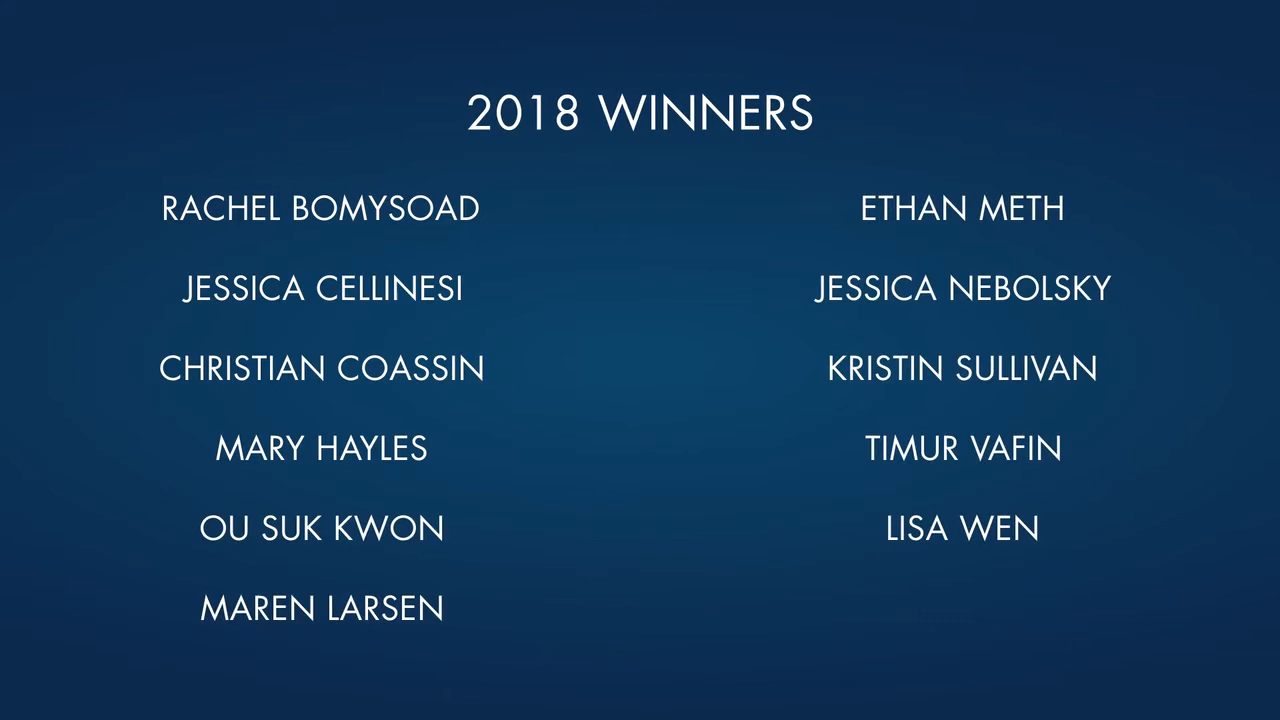 2018 WINNERS
RACHEL BOMYSOAD
JESSICA CELLINESI
CHRISTIAN COASSIN
MARY HAYLES
OU SUK KWON
MAREN LARSEN
ETHAN METH
JESSICA NEBOLSKY
KRISTIN SULLIVAN
TIMUR VAFIN
LISA WEN